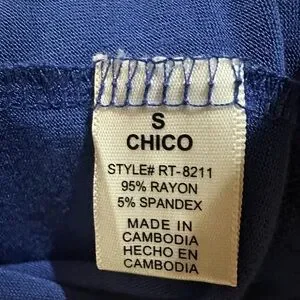 S
CHICO
STYLE# RT-8211
95% RAYON
5% SPANDEX
MADE IN
CAMBODIA
HECHO EN
CAMBODIA